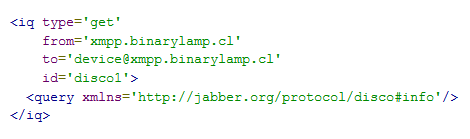 <iq type='get'
from='xmpp.binarylamp.cl'
to='device@xmpp.binarylamp.cl'
id='disco1'>
<query xmlns='http://jabber.org/protocol/disco#info'/>
</iq>